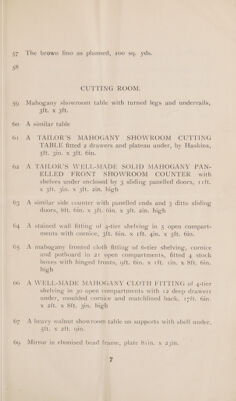 57 The brown lino as planned, 100 sq. yds.
58
CUTTING ROOM.
59 Mahogany showroom table with turned legs and underrails,
3ft. x 3ft.
60 A similar table
61 A TAILOR'S MAHOGANY SHOWROOM CUTTING
TABLE fitted 2 drawers and plateau under, by Haskins,
5ft. 3in. x 3ft. 6in.
62 A TAILOR'S WELL-MADE SOLID MAHOGANY PAN-
ELLED FRONT SHOWROOM COUNTER with
shelves under enclosed by 3 sliding panelled doors, 11ft.
x 3ft. 3in. x 3ft. 2in. high
63 A similar side counter with panelled ends and 3 ditto sliding
doors, 8ft. 6in. x 3ft. 6in. x 3ft. 2in. high
64 A stained wall fitting of 4-tier shelving in 5 open compart-
ments with cornice, 3ft. 6in. x 1ft. 4in. x 5ft. 6in.
65 A mahogany fronted cloth fitting of 6-tier shelving, cornice
and potboard in 21 open compartments, fitted 4 stock
boxes with hinged fronts, 9ft. 6in. x 1ft. 1in. x 8ft. 6in.
high
66 A WELL-MADE MAHOGANY CLOTH FITTING of 4-tier
shelving in 30 open compartments with 12 deep drawers
under, moulded cornice and matchlined back, 17ft. 6in.
x 2ft. x 8ft. 3in. high
67 A heavy walnut showroom table on supports with shelf under,
5ft. x 2ft. 9in.
69 Mirror in ebonised bead frame, plate 81in. x 23in.
7